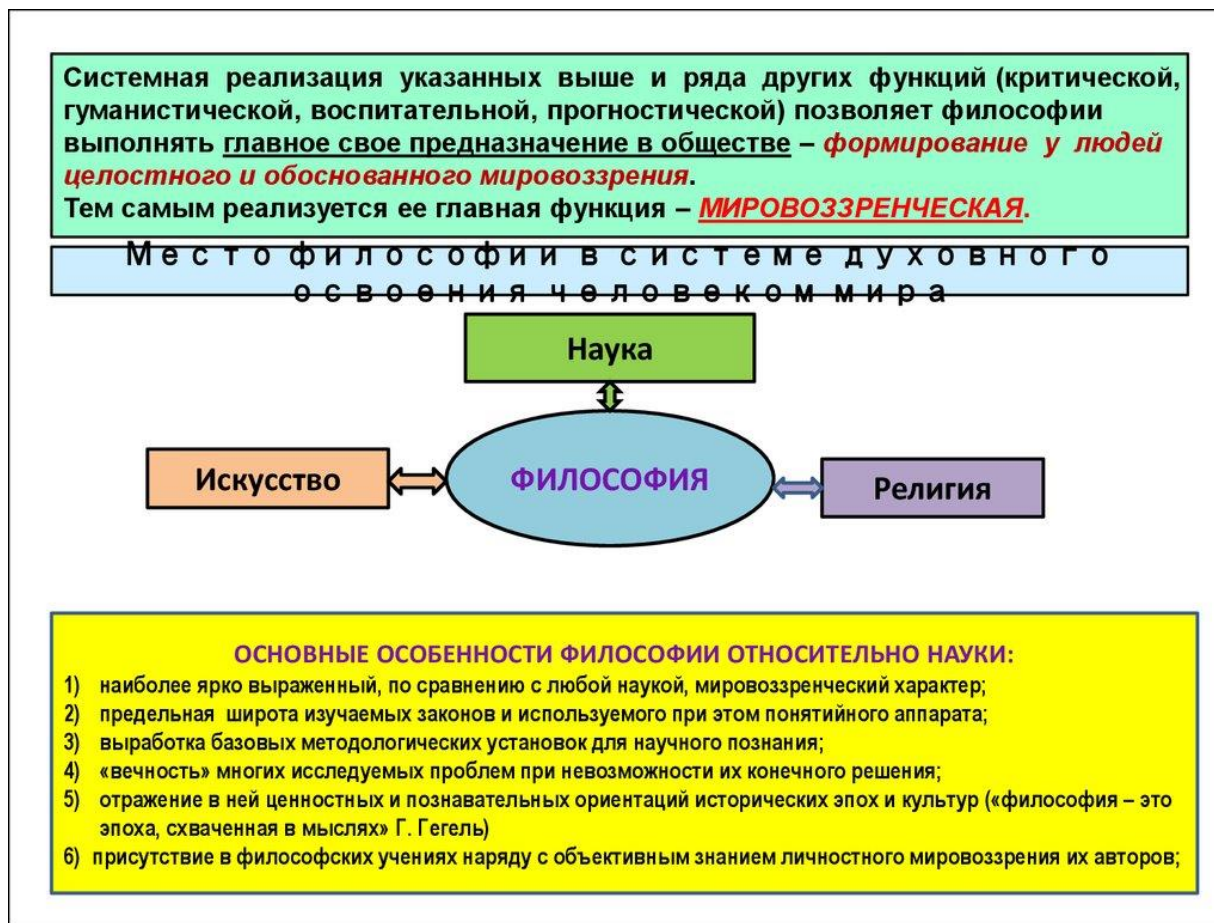 Системная реализация указанных выше и ряда других функций (критической,
гуманистической, воспитательной, прогностической) позволяет философии
выполнять главное свое предназначение в обществе – формирование у людей
целостного и обоснованного мировоззрения.
Тем самым реализуется ее главная функция – МИРОВОЗЗРЕНЧЕСКАЯ.
Место философии в системе духовного
освоения человеком мира
Наука
Искусство
ФИЛОСОФИЯ
Религия
ОСНОВНЫЕ ОСОБЕННОСТИ ФИЛОСОФИИ ОТНОСИТЕЛЬНО НАУКИ:
1) наиболее ярко выраженный, по сравнению с любой наукой, мировоззренческий характер;
2) предельная широта изучаемых законов и используемого при этом понятийного аппарата;
3) выработка базовых методологических установок для научного познания;
4) «вечность» многих исследуемых проблем при невозможности их конечного решения;
5) отражение в ней ценностных и познавательных ориентаций исторических эпох и культур («философия – это
эпоха, схваченная в мыслях» Г. Гегель)
6) присутствие в философских учениях наряду с объективным знанием личностного мировоззрения их авторов;